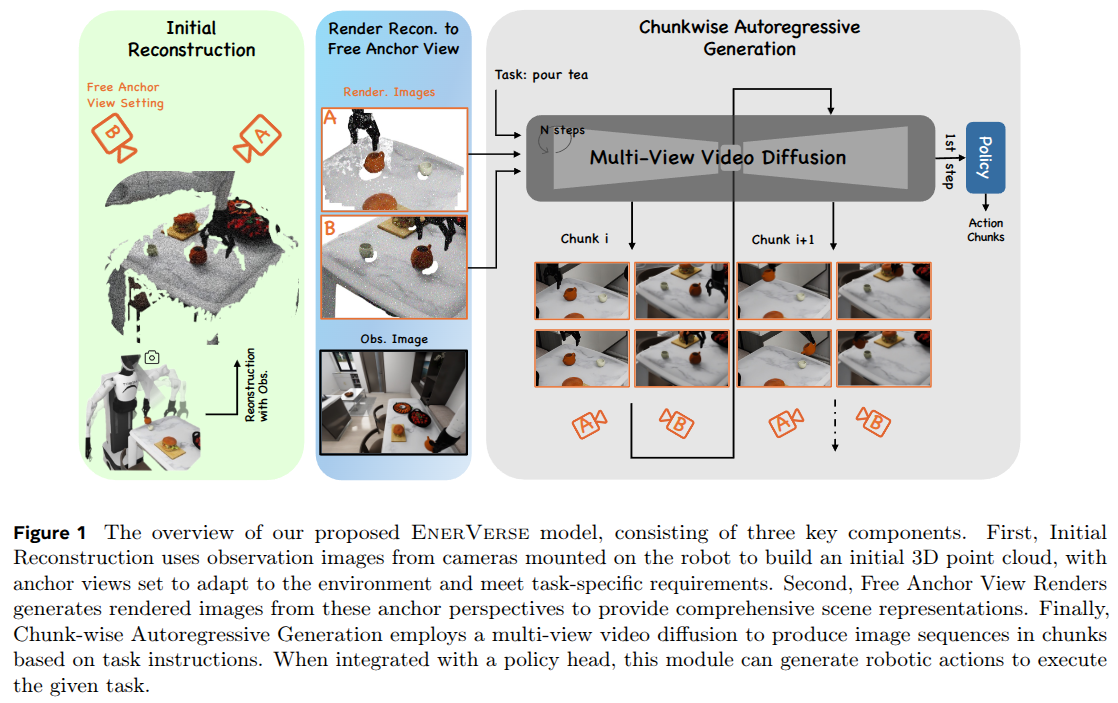 Initial
Reconstruction
Free Anchor
View Setting
B
A
Reonstruction
with Obs.
Render Recon. to
Free Anchor View
Render. Images
A
B
Obs. Image
Chunkwise Autoregressive
Generation
Task: pour tea
N steps
Multi-View Video Diffusion
1st step
Policy
Action
Chunks
Chunk i
Chunk i+1
A
B
A
B
Figure 1 The overview of our proposed ENERVERSE model, consisting of three key components. First, Initial
Reconstruction uses observation images from cameras mounted on the robot to build an initial 3D point cloud, with
anchor views set to adapt to the environment and meet task-specific requirements. Second, Free Anchor View Renders
generates rendered images from these anchor perspectives to provide comprehensive scene representations. Finally,
Chunk-wise Autoregressive Generation employs a multi-view video diffusion to produce image sequences in chunks
based on task instructions. When integrated with a policy head, this module can generate robotic actions to execute
the given task.